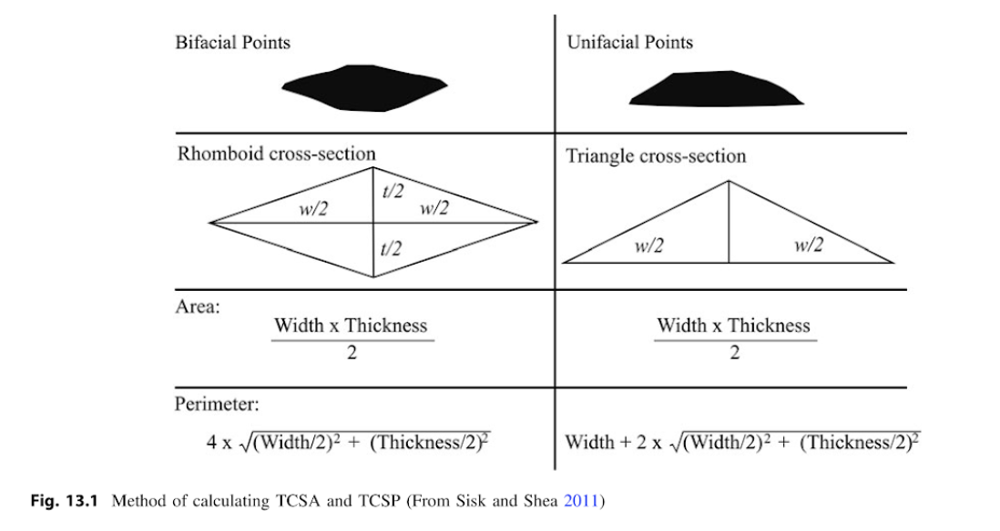 Bifacial Points
Unifacial Points
Rhomboid cross-section
t/2
w/2
w/2
t/2
Triangle cross-section
w/2
w/2
Area:
Width x Thickness
2
Width x Thickness
2
Perimeter:
4 x √(Width/2)² + (Thickness/2)²
Width + 2 x √(Width/2)² + (Thickness/2)²
Fig. 13.1 Method of calculating TCSA and TCSP (From Sisk and Shea 2011)